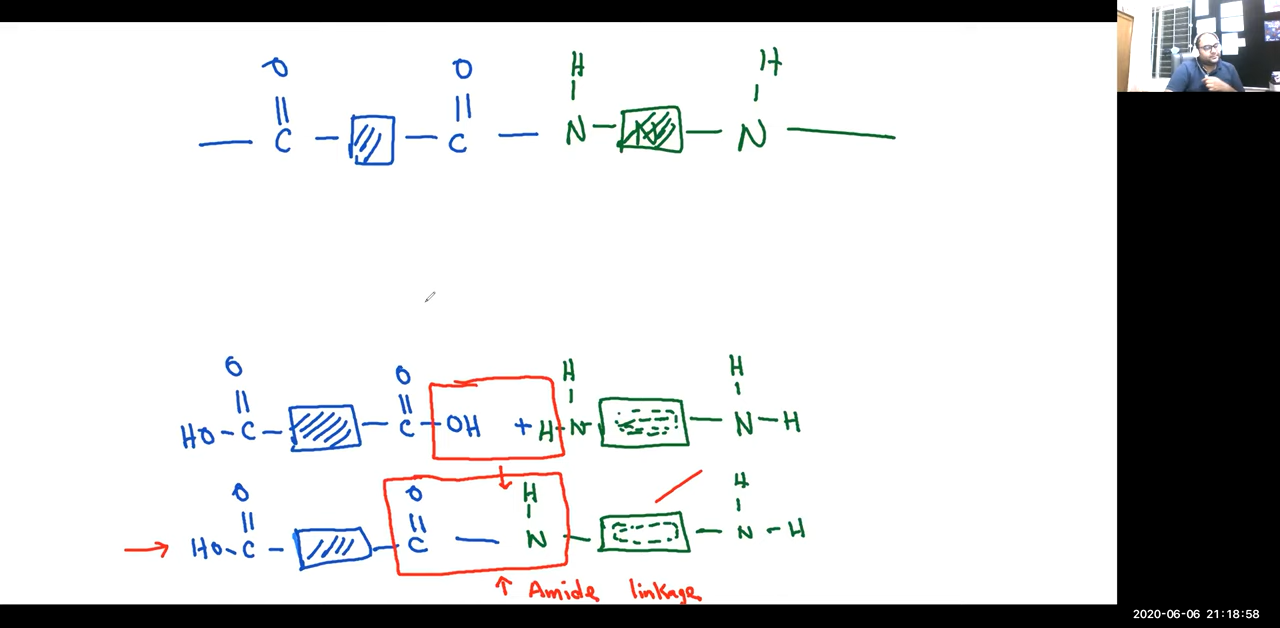 O O H H
C C N N
O O H H
HO-C C-OH + H-N N-H
O O H H
HO-C C N N-H
↑ Amide linkage
2020-06-06 21:18:58